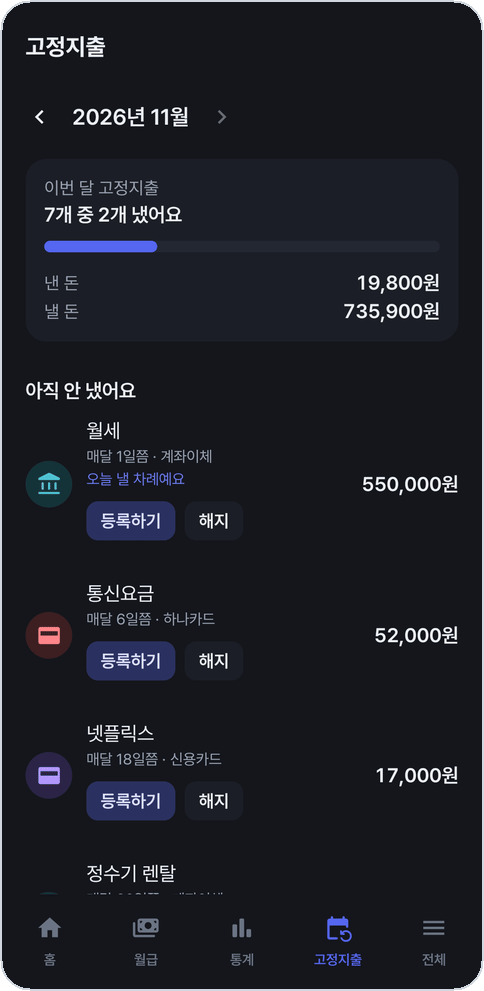 고정지출
2026년 11월
이번 달 고정지출
7개 중 2개 냈어요
낸 돈 19,800원
낼 돈 735,900원
아직 안 냈어요
월세
매달 1일쯤 · 계좌이체
오늘 낼 차례예요
550,000원
등록하기 해지
통신요금
매달 6일쯤 · 하나카드
52,000원
등록하기 해지
넷플릭스
매달 18일쯤 · 신용카드
17,000원
등록하기 해지
정수기 렌탈
홈 월급 통계 고정지출 전체